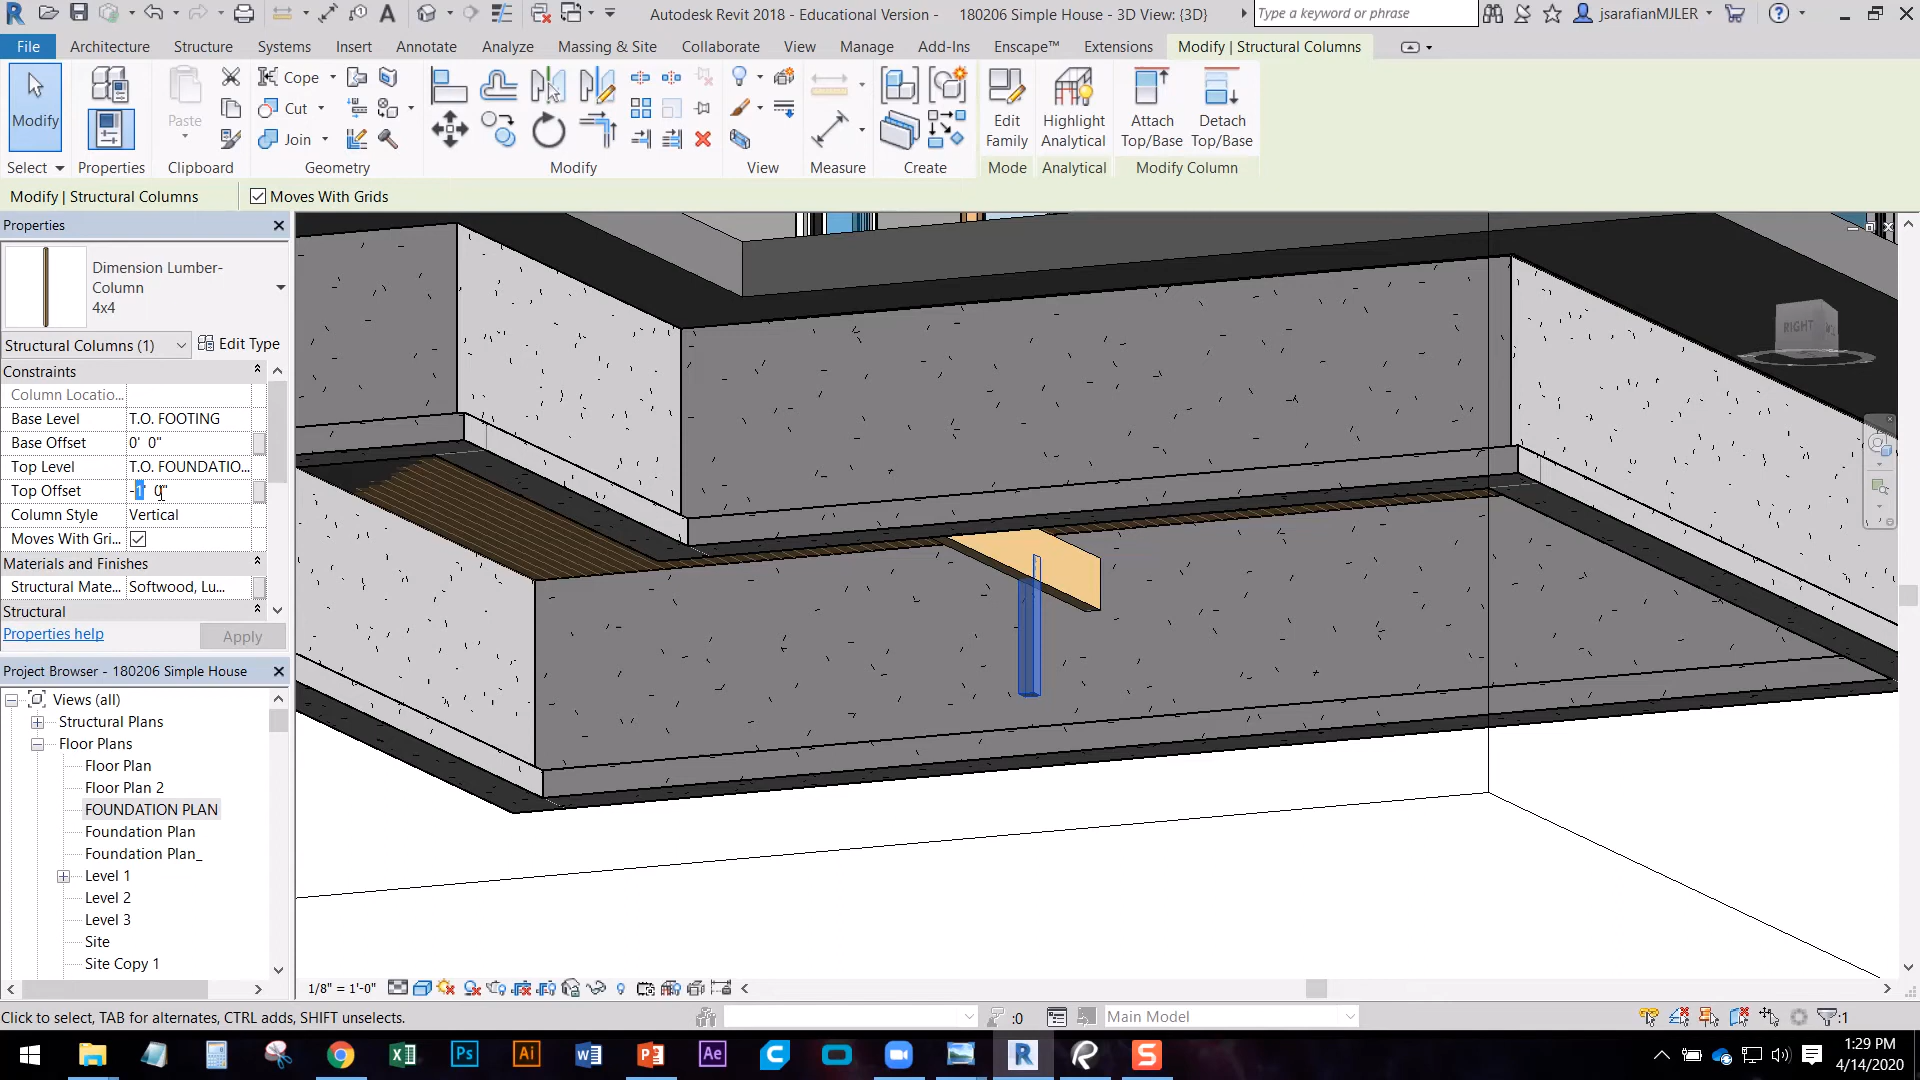 Autodesk Revit 2018 - Educational Version - 180206 Simple House - 3D View: {3D}
Type a keyword or phrase
jsarafianMJLER
File Architecture Structure Systems Insert Annotate Analyze Massing & Site Collaborate View Manage Add-Ins Enscape™ Extensions Modify | Structural Columns
Modify
Paste
Cope
Cut
Join
Edit Family
Highlight Analytical
Attach Top/Base
Detach Top/Base
Select Properties Clipboard Geometry Modify View Measure Create Mode Analytical Modify Column
Modify | Structural Columns Moves With Grids
Properties
Dimension Lumber-
Column
4x4
Structural Columns (1) Edit Type
Constraints
Column Locatio...
Base Level T.O. FOOTING
Base Offset 0' 0"
Top Level T.O. FOUNDATIO...
Top Offset -1' 0"
Column Style Vertical
Moves With Gri...
Materials and Finishes
Structural Mate... Softwood, Lu...
Structural
Properties help Apply
Project Browser - 180206 Simple House
Views (all)
Structural Plans
Floor Plans
Floor Plan
Floor Plan 2
FOUNDATION PLAN
Foundation Plan
Foundation Plan_
Level 1
Level 2
Level 3
Site
Site Copy 1
RIGHT
1/8" = 1'-0"
Click to select, TAB for alternates, CTRL adds, SHIFT unselects.
:0
Main Model
:1
Ps
Ai
Ae
R
S
1:29 PM
4/14/2020